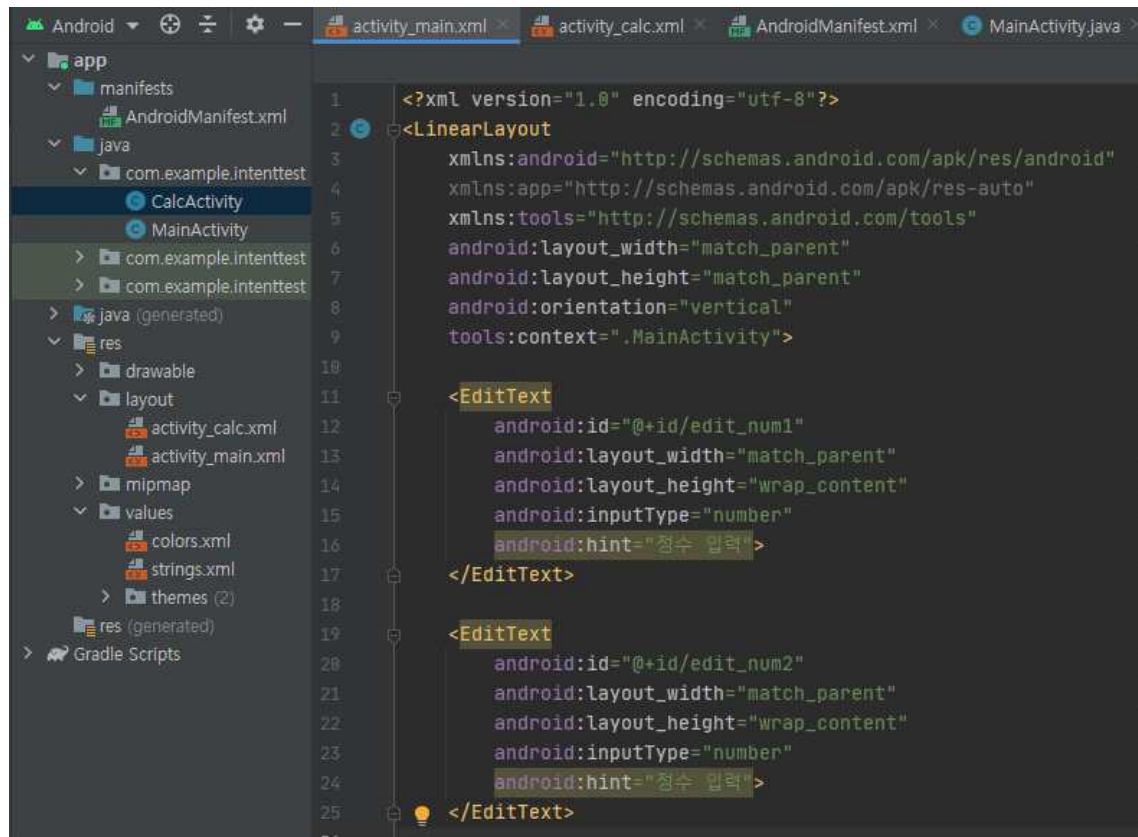 Android
activity_main.xml
activity_calc.xml
AndroidManifest.xml
MainActivity.java
app
manifests
AndroidManifest.xml
java
com.example.intenttest
CalcActivity
MainActivity
com.example.intenttest
com.example.intenttest
java (generated)
res
drawable
layout
activity_calc.xml
activity_main.xml
mipmap
values
colors.xml
strings.xml
themes (2)
res (generated)
Gradle Scripts
1 <?xml version="1.0" encoding="utf-8"?>
2 <LinearLayout
3 xmlns:android="http://schemas.android.com/apk/res/android"
4 xmlns:app="http://schemas.android.com/apk/res-auto"
5 xmlns:tools="http://schemas.android.com/tools"
6 android:layout_width="match_parent"
7 android:layout_height="match_parent"
8 android:orientation="vertical"
9 tools:context=".MainActivity">
10
11 <EditText
12 android:id="@+id/edit_num1"
13 android:layout_width="match_parent"
14 android:layout_height="wrap_content"
15 android:inputType="number"
16 android:hint="정수 입력">
17 </EditText>
18
19 <EditText
20 android:id="@+id/edit_num2"
21 android:layout_width="match_parent"
22 android:layout_height="wrap_content"
23 android:inputType="number"
24 android:hint="정수 입력">
25 </EditText>